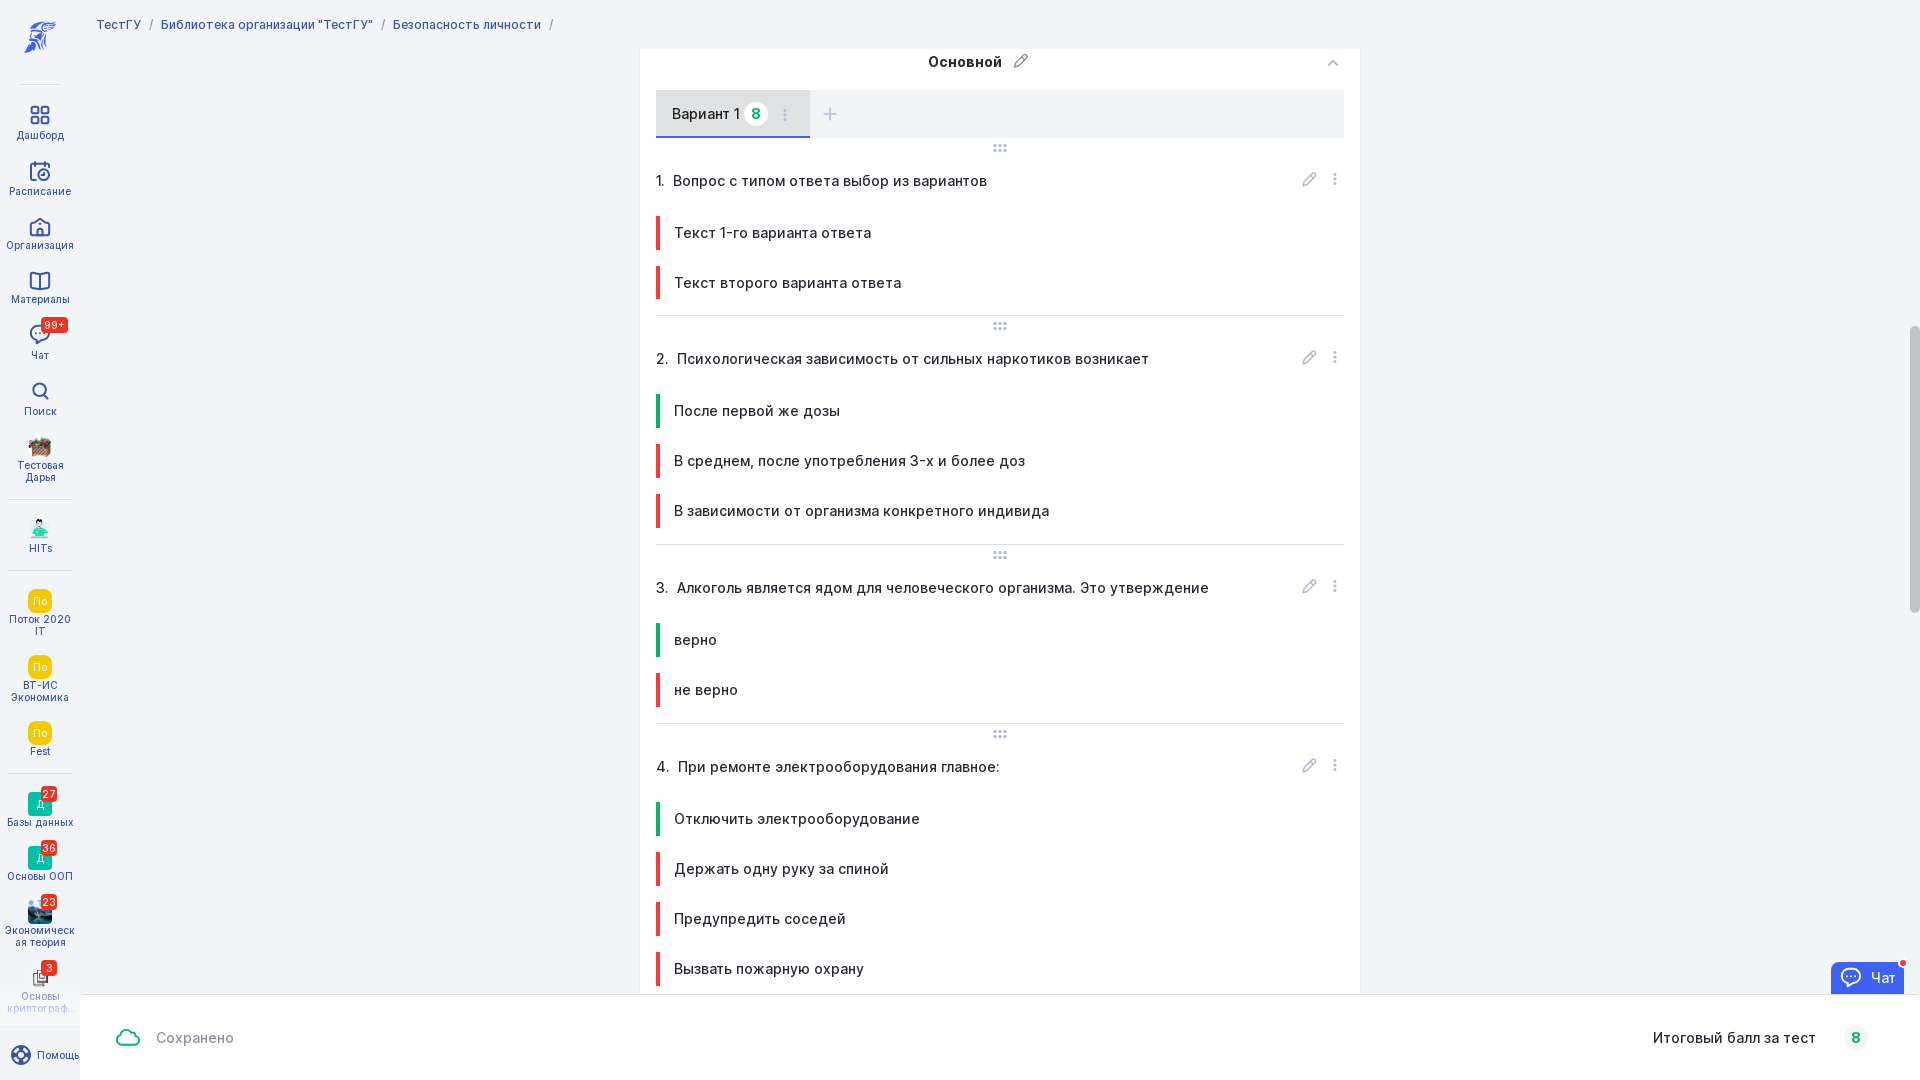 ТестГУ / Библиотека организации "ТестГУ" / Безопасность личности /
Дашборд
Расписание
Организация
Материалы
99+
Чат
Поиск
Тестовая
Дарья
HITs
По
Поток 2020
IT
По
ВТ-ИС
Экономика
По
Fest
27
Д
Базы данных
36
Д
Основы ООП
23
Экономическ
ая теория
3
Основы
криптограф...
Помощь
Основной
Вариант 1 8
1. Вопрос с типом ответа выбор из вариантов
Текст 1-го варианта ответа
Текст второго варианта ответа
2. Психологическая зависимость от сильных наркотиков возникает
После первой же дозы
В среднем, после употребления 3-х и более доз
В зависимости от организма конкретного индивида
3. Алкоголь является ядом для человеческого организма. Это утверждение
верно
не верно
4. При ремонте электрооборудования главное:
Отключить электрооборудование
Держать одну руку за спиной
Предупредить соседей
Вызвать пожарную охрану
Чат
Сохранено
Итоговый балл за тест 8